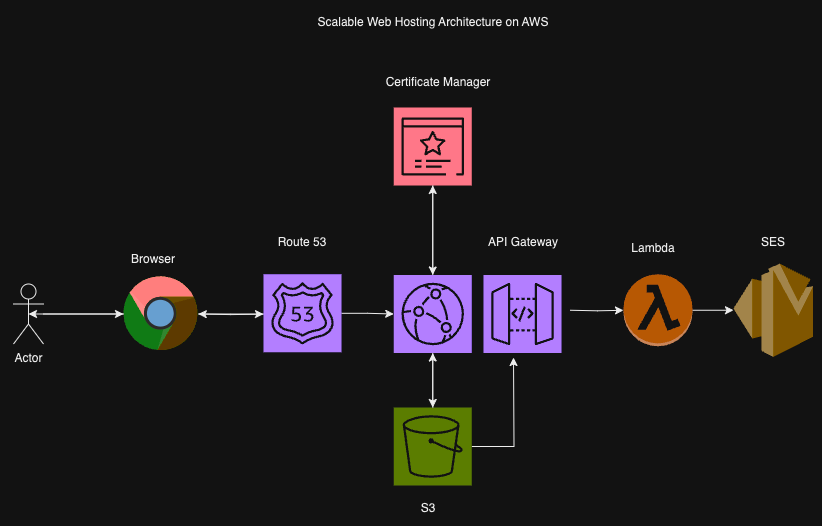 Scalable Web Hosting Architecture on AWS
Certificate Manager
Route 53
API Gateway
Lambda
SES
Browser
53
</>
Actor
S3